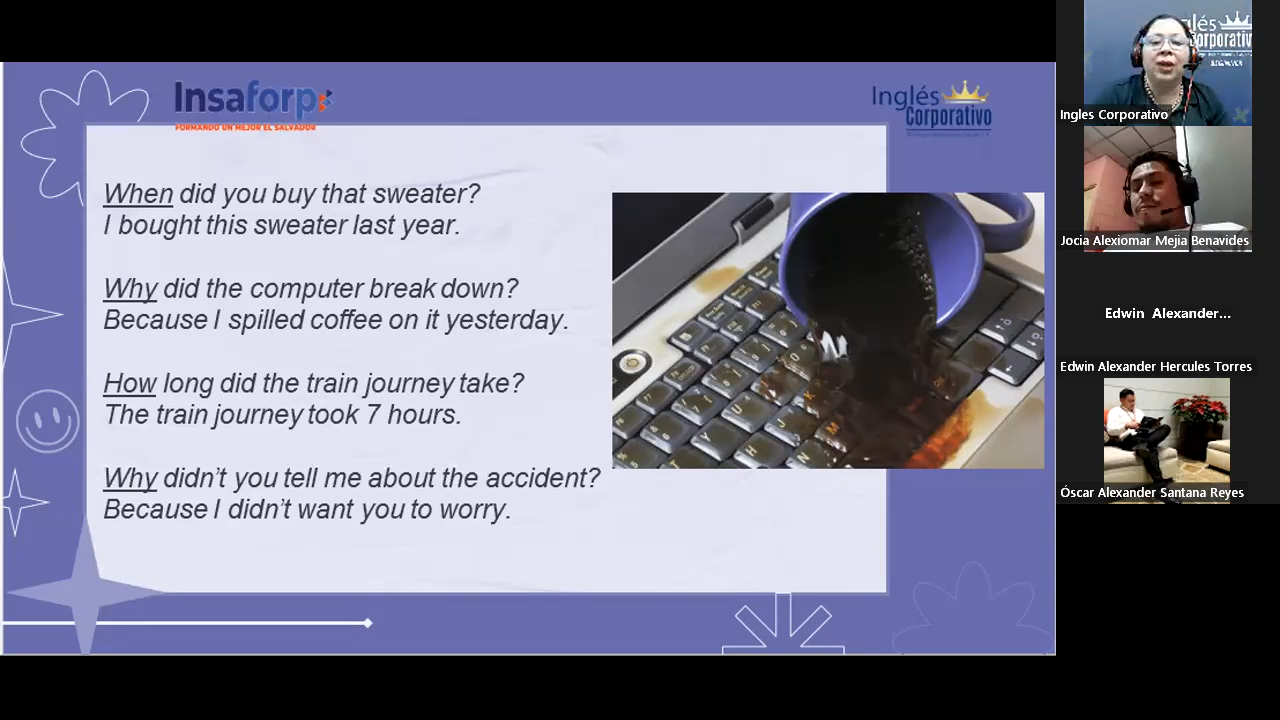 Insaforp
FORMANDO UN MEJOR EL SALVADOR
Inglés
Corporativo
When did you buy that sweater?
I bought this sweater last year.
Why did the computer break down?
Because I spilled coffee on it yesterday.
How long did the train journey take?
The train journey took 7 hours.
Why didn't you tell me about the accident?
Because I didn't want you to worry.
Ingles Corporativo
Jocia Alexiomar Mejia Benavides
Edwin Alexander...
Edwin Alexander Hercules Torres
Óscar Alexander Santana Reyes